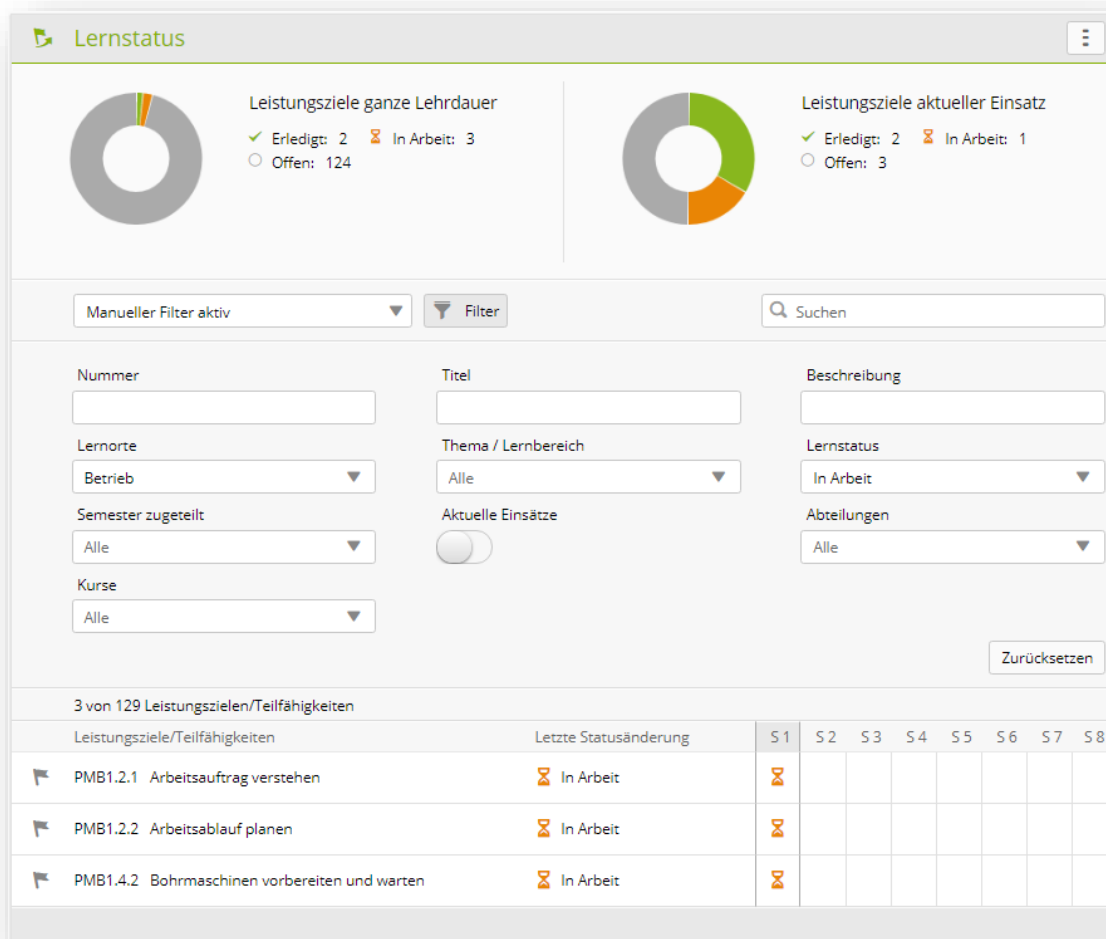 Lernstatus
Leistungsziele ganze Lehrdauer
Erledigt: 2 In Arbeit: 3
Offen: 124
Leistungsziele aktueller Einsatz
Erledigt: 2 In Arbeit: 1
Offen: 3
Manueller Filter aktiv Filter Suchen
Nummer Titel Beschreibung
Lernorte Thema / Lernbereich Lernstatus
Betrieb Alle In Arbeit
Semester zugeteilt Aktuelle Einsätze Abteilungen
Alle Alle
Kurse
Alle
Zurücksetzen
3 von 129 Leistungszielen/Teilfähigkeiten
Leistungsziele/Teilfähigkeiten Letzte Statusänderung S 1 S 2 S 3 S 4 S 5 S 6 S 7 S 8
PMB1.2.1 Arbeitsauftrag verstehen In Arbeit
PMB1.2.2 Arbeitsablauf planen In Arbeit
PMB1.4.2 Bohrmaschinen vorbereiten und warten In Arbeit